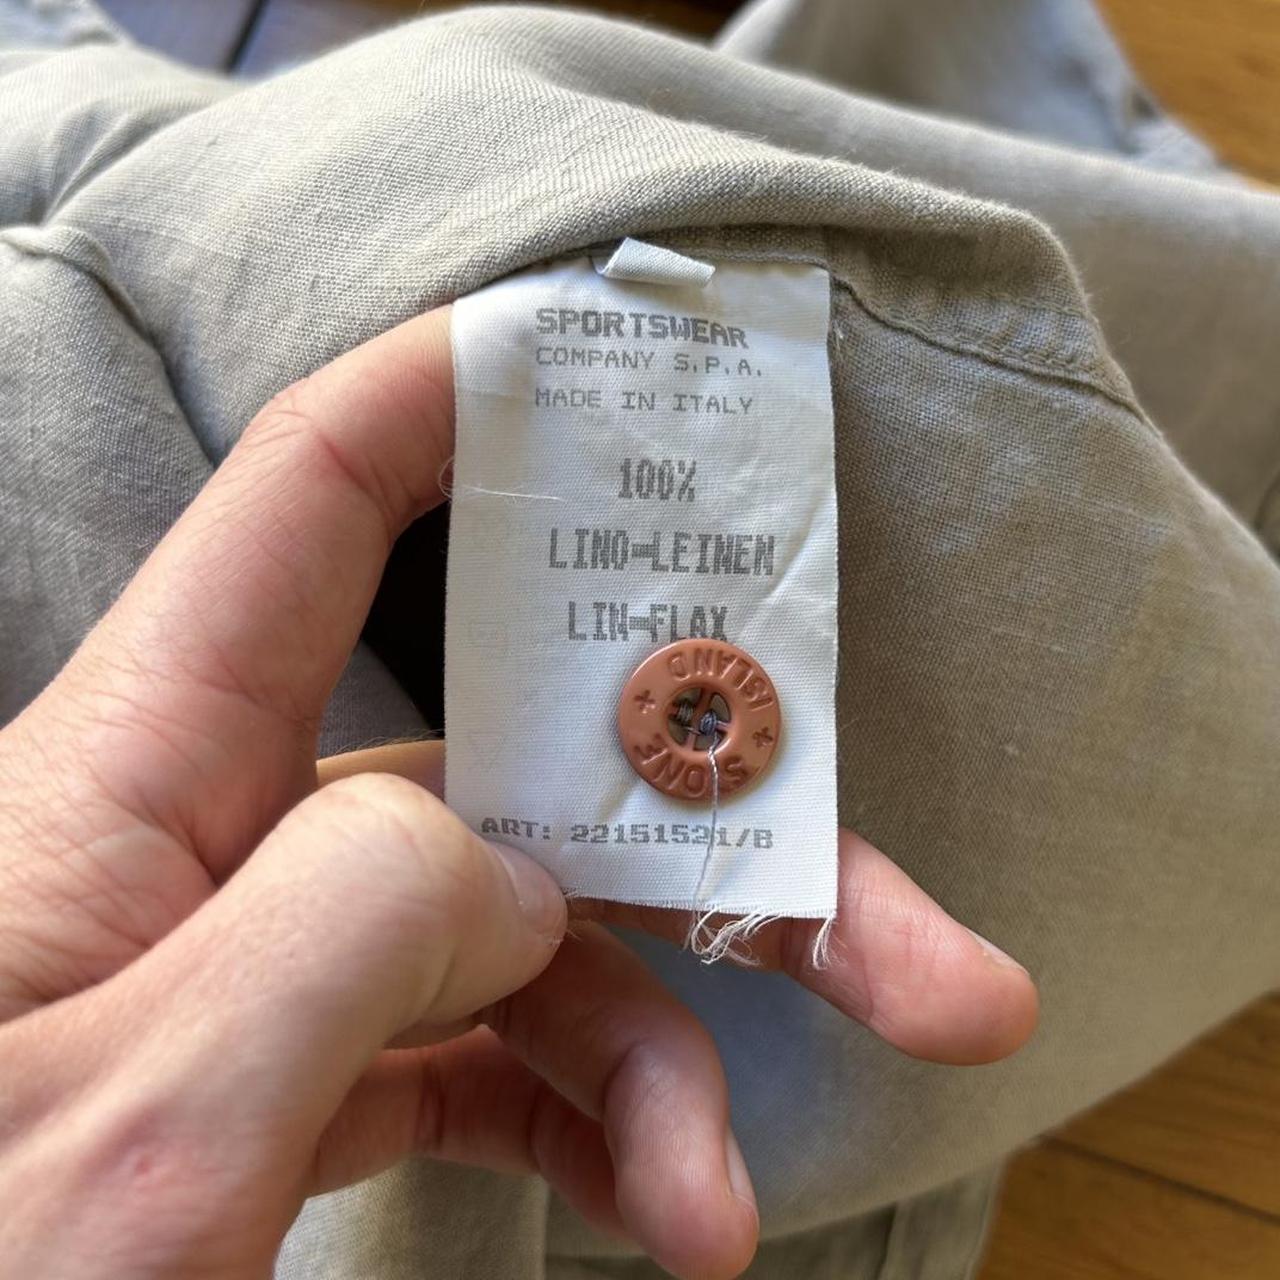 SPORTSWEAR
COMPANY S.P.A.
MADE IN ITALY
100%
LINO-LEINEN
LIN-FLAX
STONE
ISLAND
ART: 22151521/B